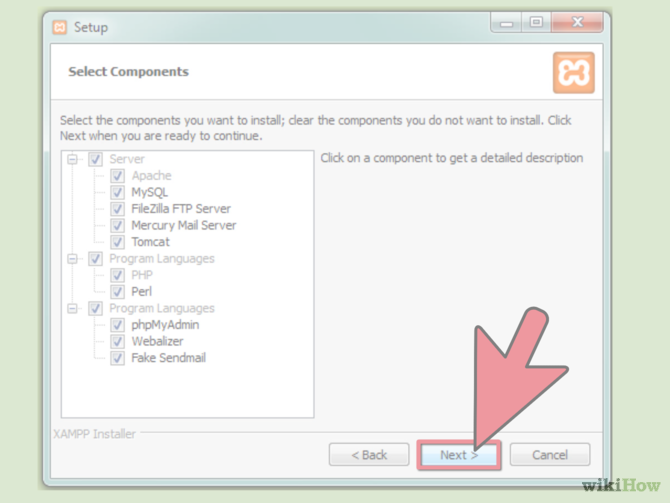 Setup
Select Components
Select the components you want to install; clear the components you do not want to install. Click
Next when you are ready to continue.
Server
Apache
MySQL
FileZilla FTP Server
Mercury Mail Server
Tomcat
Program Languages
PHP
Perl
Program Languages
phpMyAdmin
Webalizer
Fake Sendmail
Click on a component to get a detailed description
XAMPP Installer
< Back
Next >
Cancel
wikiHow